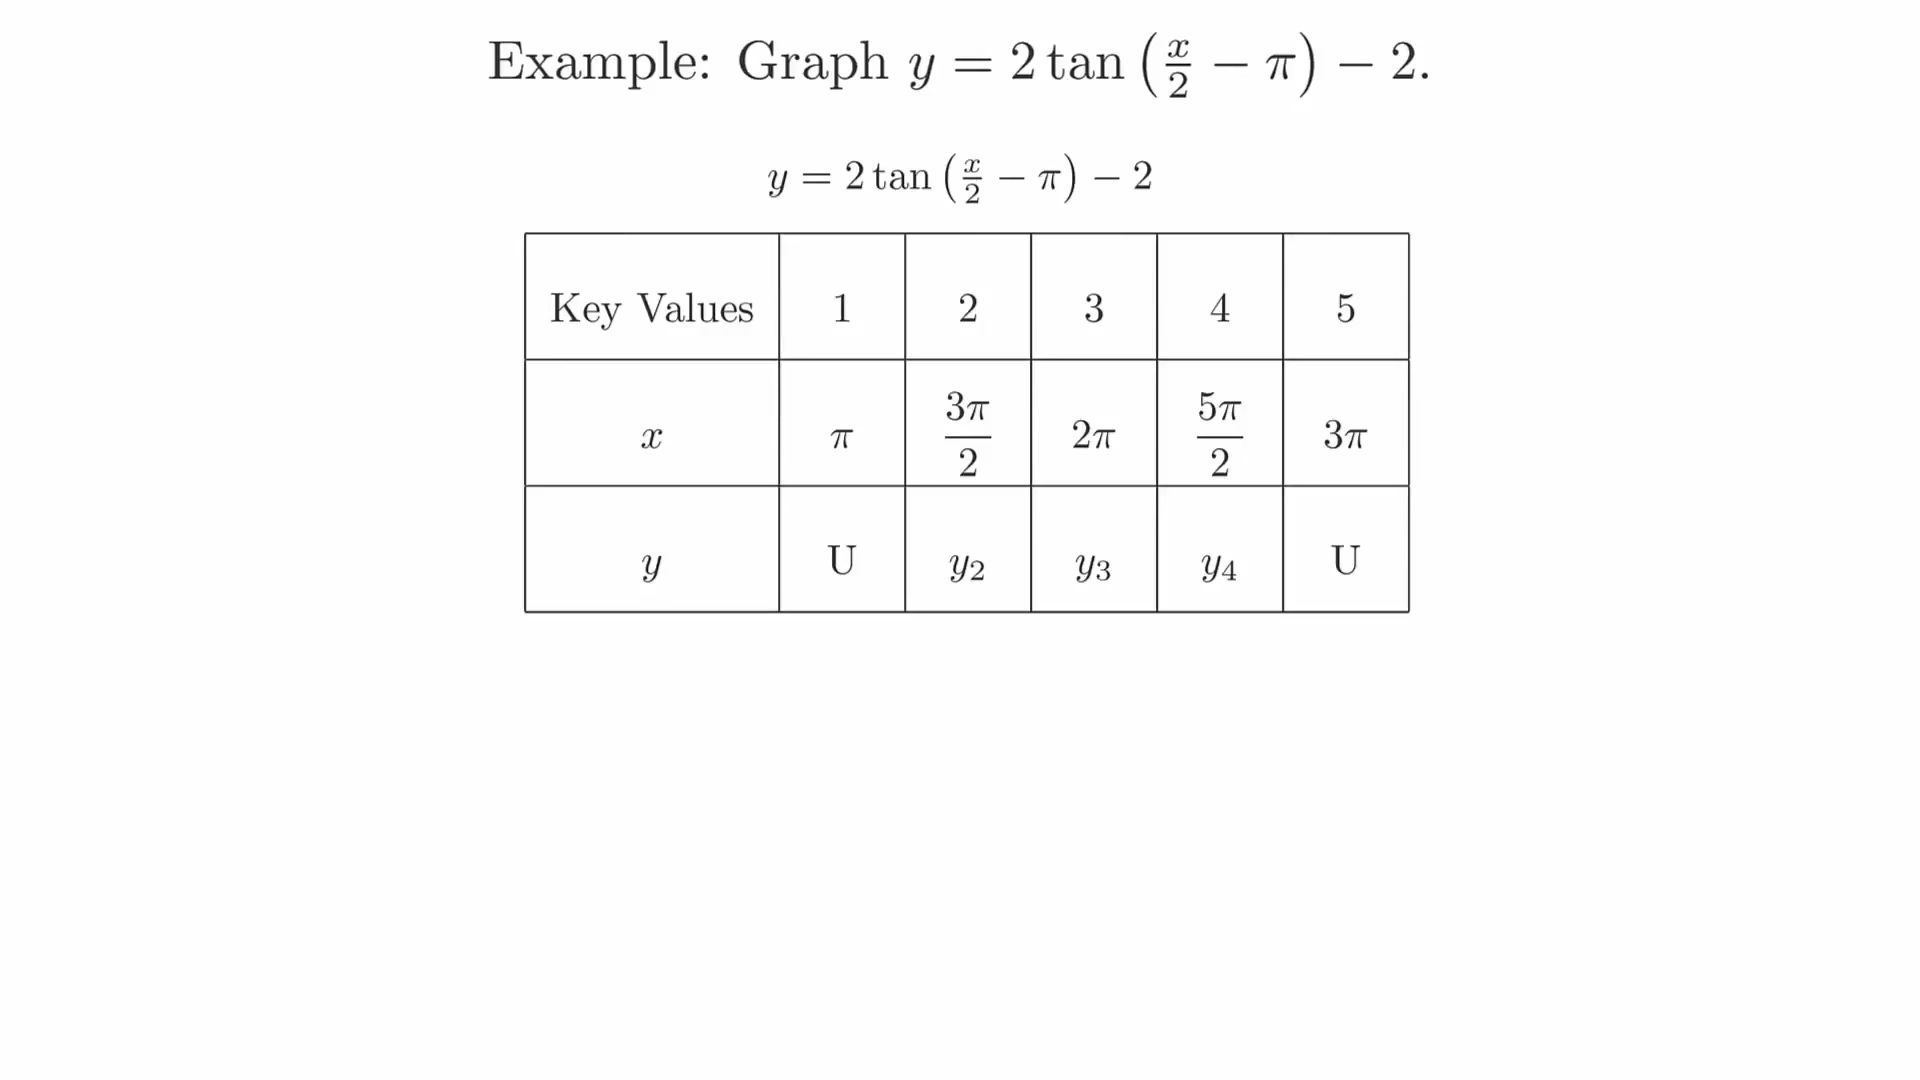 Example: Graph y = 2 tan (x/2 − π) − 2.
y = 2 tan (x/2 − π) − 2
Key Values 1 2 3 4 5
x π 3π/2 2π 5π/2 3π
y U y₂ y₃ y₄ U